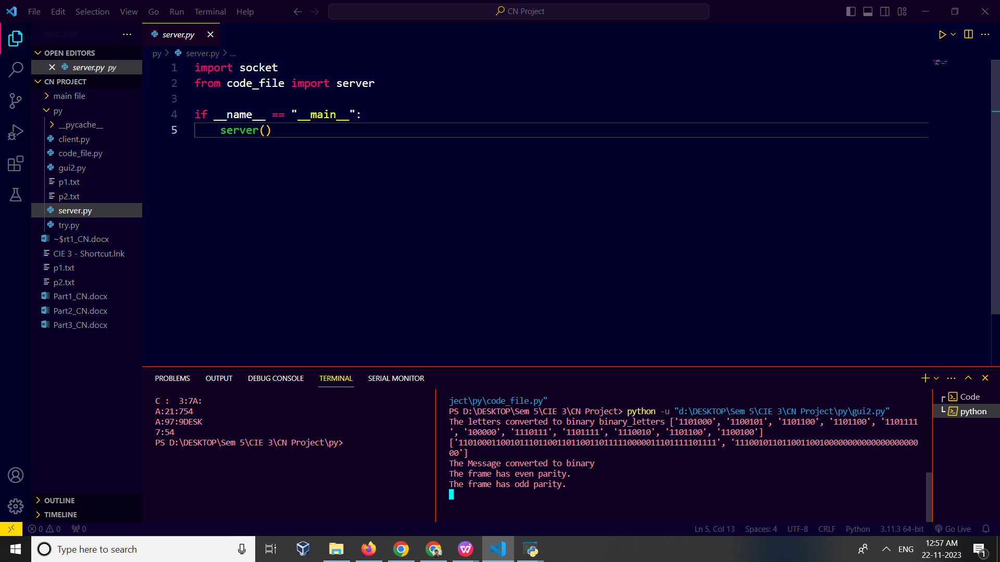 File Edit Selection View Go Run Terminal Help
CN Project
EXPLORER
OPEN EDITORS
server.py py
CN PROJECT
main file
py
__pycache__
client.py
code_file.py
gui2.py
p1.txt
p2.txt
server.py
try.py
~$rt1_CN.docx
CIE 3 - Shortcut.lnk
p1.txt
p2.txt
Part1_CN.docx
Part2_CN.docx
Part3_CN.docx
OUTLINE
TIMELINE
server.py
py > server.py > ...
1 import socket
2 from code_file import server
3
4 if __name__ == "__main__":
5 server()
PROBLEMS OUTPUT DEBUG CONSOLE TERMINAL SERIAL MONITOR
C :  3:7A:
A:21:754
A:97:9DESK
7:54
PS D:\DESKTOP\Sem 5\CIE 3\CN Project\py>
ject\py\code_file.py"
PS D:\DESKTOP\Sem 5\CIE 3\CN Project> python -u "d:\DESKTOP\Sem 5\CIE 3\CN Project\py\gui2.py"
The letters converted to binary binary_letters ['1101000', '1100101', '1101100', '1101100', '1101111
', '100000', '1110111', '1101111', '1110010', '1101100', '1100100']
The Message converted to binary
The frame has even parity.
The frame has odd parity.
Code
python
0 0 0
Ln 5, Col 13 Spaces: 4 UTF-8 CRLF Python 3.11.3 64-bit Go Live
Type here to search
ENG
12:57 AM
22-11-2023
1